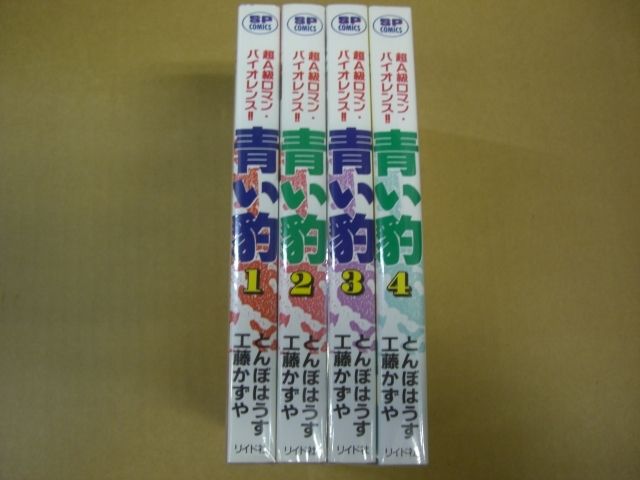 SP
COMICS
超A級ロマン・
バイオレンス!!
青い豹
1
とんぼはうす
工藤かずや
リイド社
SP
COMICS
超A級ロマン・
バイオレンス!!
青い豹
2
とんぼはうす
工藤かずや
リイド社
SP
COMICS
超A級ロマン・
バイオレンス!!
青い豹
3
とんぼはうす
工藤かずや
リイド社
SP
COMICS
超A級ロマン・
バイオレンス!!
青い豹
4
とんぼはうす
工藤かずや
リイド社